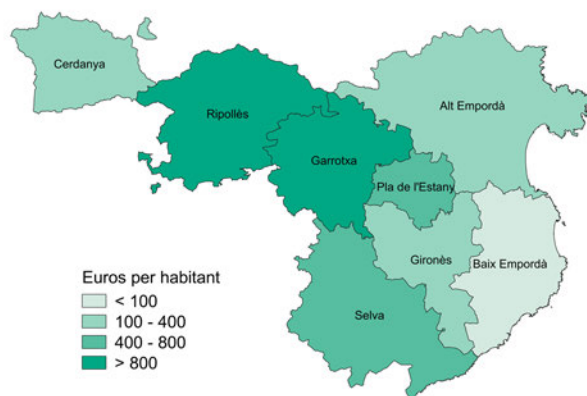 Cerdanya
Ripollès
Alt Empordà
Garrotxa
Pla de l'Estany
Gironès
Baix Empordà
Selva
Euros per habitant
< 100
100 - 400
400 - 800
> 800